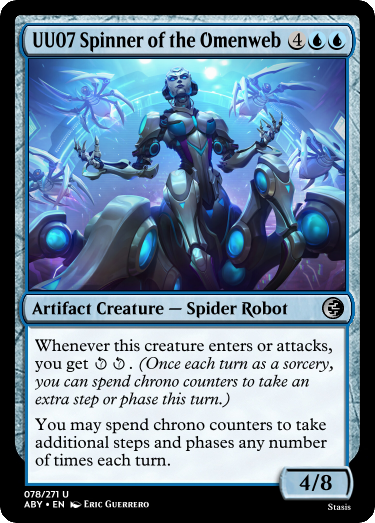 UU07 Spinner of the Omenweb 4
Artifact Creature — Spider Robot
Whenever this creature enters or attacks,
you get . (Once each turn as a sorcery,
you can spend chrono counters to take an
extra step or phase this turn.)
You may spend chrono counters to take
additional steps and phases any number
of times each turn.
4/8
078/271 U
ABY • EN Eric Guerrero
Stasis